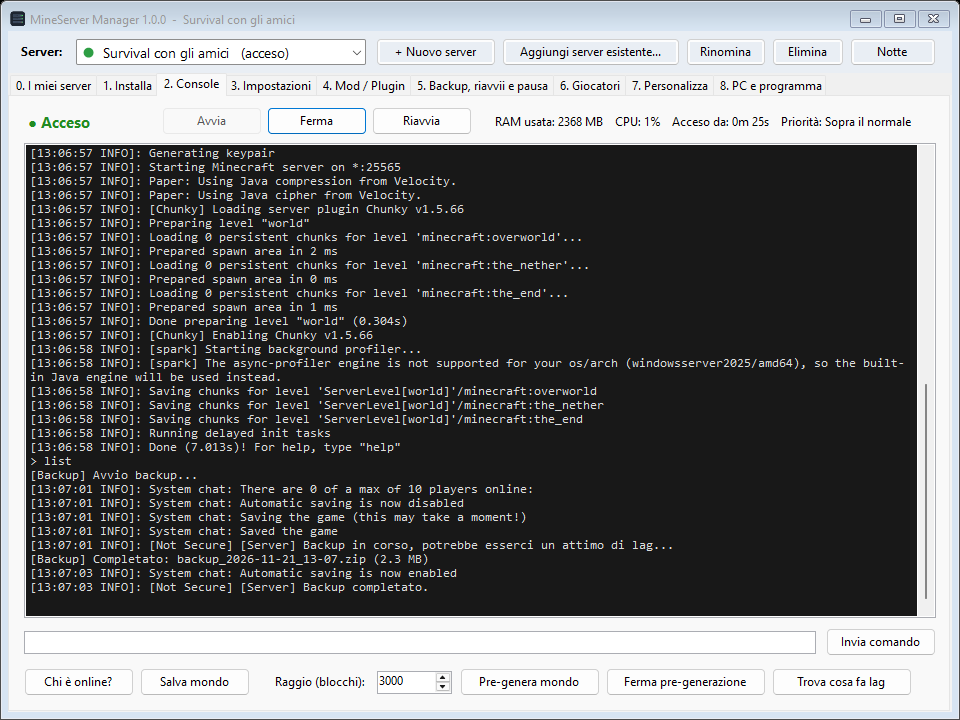 MineServer Manager 1.0.0 - Survival con gli amici
Server: Survival con gli amici (acceso) + Nuovo server Aggiungi server esistente... Rinomina Elimina Notte
0. I miei server 1. Installa 2. Console 3. Impostazioni 4. Mod / Plugin 5. Backup, riavvii e pausa 6. Giocatori 7. Personalizza 8. PC e programma
● Acceso Avvia Ferma Riavvia RAM usata: 2368 MB CPU: 1% Acceso da: 0m 25s Priorità: Sopra il normale
[13:06:57 INFO]: Generating keypair
[13:06:57 INFO]: Starting Minecraft server on *:25565
[13:06:57 INFO]: Paper: Using Java compression from Velocity.
[13:06:57 INFO]: Paper: Using Java cipher from Velocity.
[13:06:57 INFO]: [Chunky] Loading server plugin Chunky v1.5.66
[13:06:57 INFO]: Preparing level "world"
[13:06:57 INFO]: Loading 0 persistent chunks for level 'minecraft:overworld'...
[13:06:57 INFO]: Prepared spawn area in 2 ms
[13:06:57 INFO]: Loading 0 persistent chunks for level 'minecraft:the_nether'...
[13:06:57 INFO]: Prepared spawn area in 0 ms
[13:06:57 INFO]: Loading 0 persistent chunks for level 'minecraft:the_end'...
[13:06:57 INFO]: Prepared spawn area in 1 ms
[13:06:57 INFO]: Done preparing level "world" (0.304s)
[13:06:57 INFO]: [Chunky] Enabling Chunky v1.5.66
[13:06:58 INFO]: [spark] Starting background profiler...
[13:06:58 INFO]: [spark] The async-profiler engine is not supported for your os/arch (windowsserver2025/amd64), so the built-
in Java engine will be used instead.
[13:06:58 INFO]: Saving chunks for level 'ServerLevel[world]'/minecraft:overworld
[13:06:58 INFO]: Saving chunks for level 'ServerLevel[world]'/minecraft:the_nether
[13:06:58 INFO]: Saving chunks for level 'ServerLevel[world]'/minecraft:the_end
[13:06:58 INFO]: Running delayed init tasks
[13:06:58 INFO]: Done (7.013s)! For help, type "help"
> list
[Backup] Avvio backup...
[13:07:01 INFO]: System chat: There are 0 of a max of 10 players online:
[13:07:01 INFO]: System chat: Automatic saving is now disabled
[13:07:01 INFO]: System chat: Saving the game (this may take a moment!)
[13:07:01 INFO]: System chat: Saved the game
[13:07:01 INFO]: [Not Secure] [Server] Backup in corso, potrebbe esserci un attimo di lag...
[Backup] Completato: backup_2026-11-21_13-07.zip (2.3 MB)
[13:07:03 INFO]: System chat: Automatic saving is now enabled
[13:07:03 INFO]: [Not Secure] [Server] Backup completato.
Invia comando
Chi è online? Salva mondo Raggio (blocchi): 3000 Pre-genera mondo Ferma pre-generazione Trova cosa fa lag